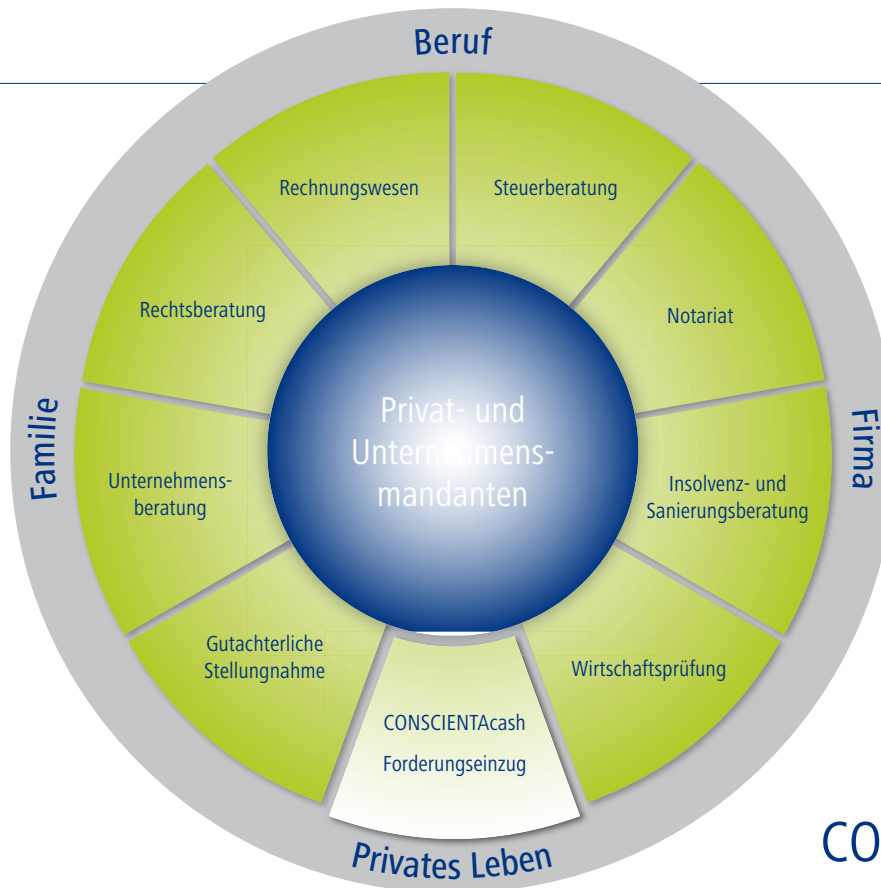 Beruf
Rechnungswesen
Steuerberatung
Rechtsberatung
Notariat
Familie
Privat- und
Unternehmens-
mandanten
Firma
Unternehmens-
beratung
Insolvenz- und
Sanierungsberatung
Gutachterliche
Stellungnahme
Wirtschaftsprüfung
CONSCIENTAcash
Forderungseinzug
Privates Leben
CO